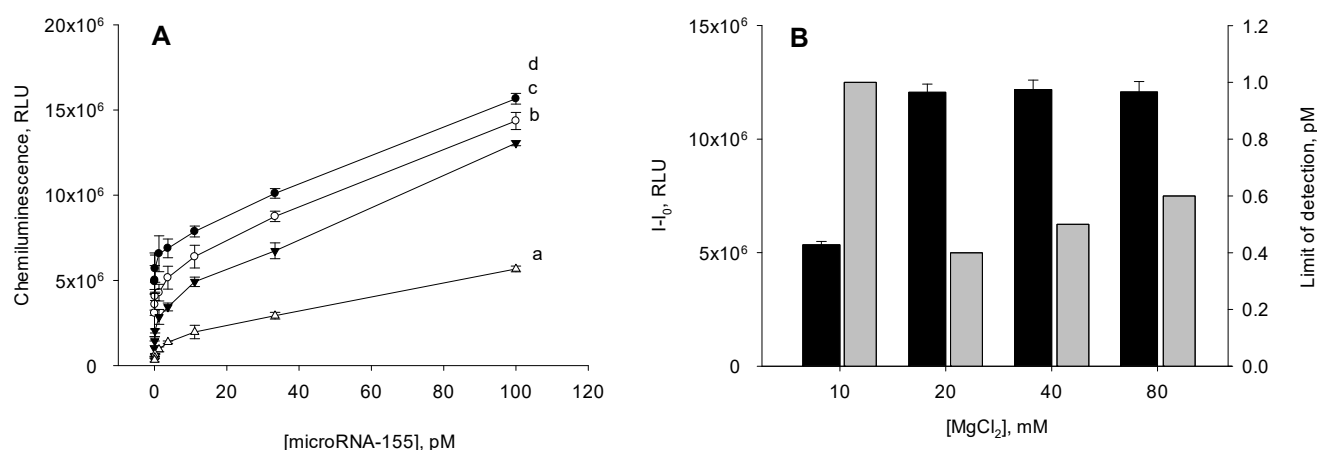 A
20x10⁶
15x10⁶
10x10⁶
5x10⁶
0
Chemiluminescence, RLU
d
c
b
a
0 20 40 60 80 100 120
[microRNA-155], pM
B
15x10⁶
10x10⁶
5x10⁶
0
I-I₀, RLU
1.2
1.0
0.8
0.6
0.4
0.2
0.0
Limit of detection, pM
10 20 40 80
[MgCl₂], mM